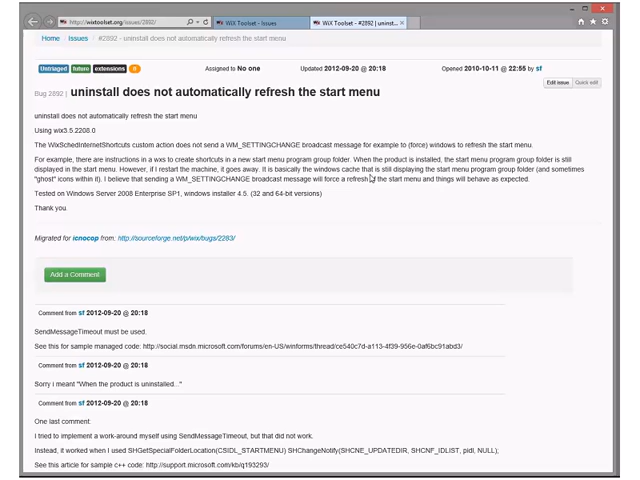 http://wixtoolset.org/issues/2892/
WiX Toolset - Issues
WiX Toolset - #2892 | uninst...
Home Issues #2892 - uninstall does not automatically refresh the start menu
Untriaged future extensions
Assigned to No one
Updated 2012-09-20 @ 20:18
Opened 2010-10-11 @ 22:55 by sf
Edit issue Quick edit
Bug 2892 | uninstall does not automatically refresh the start menu
uninstall does not automatically refresh the start menu
Using wix3.5.2208.0
The WixSchedInternetShortcuts custom action does not send a WM_SETTINGCHANGE broadcast message for example to (force) windows to refresh the start menu.
For example, there are instructions in a wxs to create shortcuts in a new start menu program group folder. When the product is installed, the start menu program group folder is still
displayed in the start menu. However, if I restart the machine, it goes away. It is basically the windows cache that is still displaying the start menu program group folder (and sometimes
"ghost" icons within it). I believe that sending a WM_SETTINGCHANGE broadcast message will force a refresh of the start menu and things will behave as expected.
Tested on Windows Server 2008 Enterprise SP1, windows installer 4.5. (32 and 64-bit versions)
Thank you.
Migrated for icnocop from: http://sourceforge.net/p/wix/bugs/2283/
Add a Comment
Comment from sf 2012-09-20 @ 20:18
SendMessageTimeout must be used.
See this for sample managed code: http://social.msdn.microsoft.com/forums/en-US/winforms/thread/ce540c7d-a113-4f39-956e-0af6bc91abd3/
Comment from sf 2012-09-20 @ 20:18
Sorry i meant "When the product is uninstalled..."
Comment from sf 2012-09-20 @ 20:18
One last comment:
I tried to implement a work-around myself using SendMessageTimeout, but that did not work.
Instead, it worked when I used SHGetSpecialFolderLocation(CSIDL_STARTMENU) SHChangeNotify(SHCNE_UPDATEDIR, SHCNF_IDLIST, pidl, NULL);
See this article for sample c++ code: http://support.microsoft.com/kb/q193293/